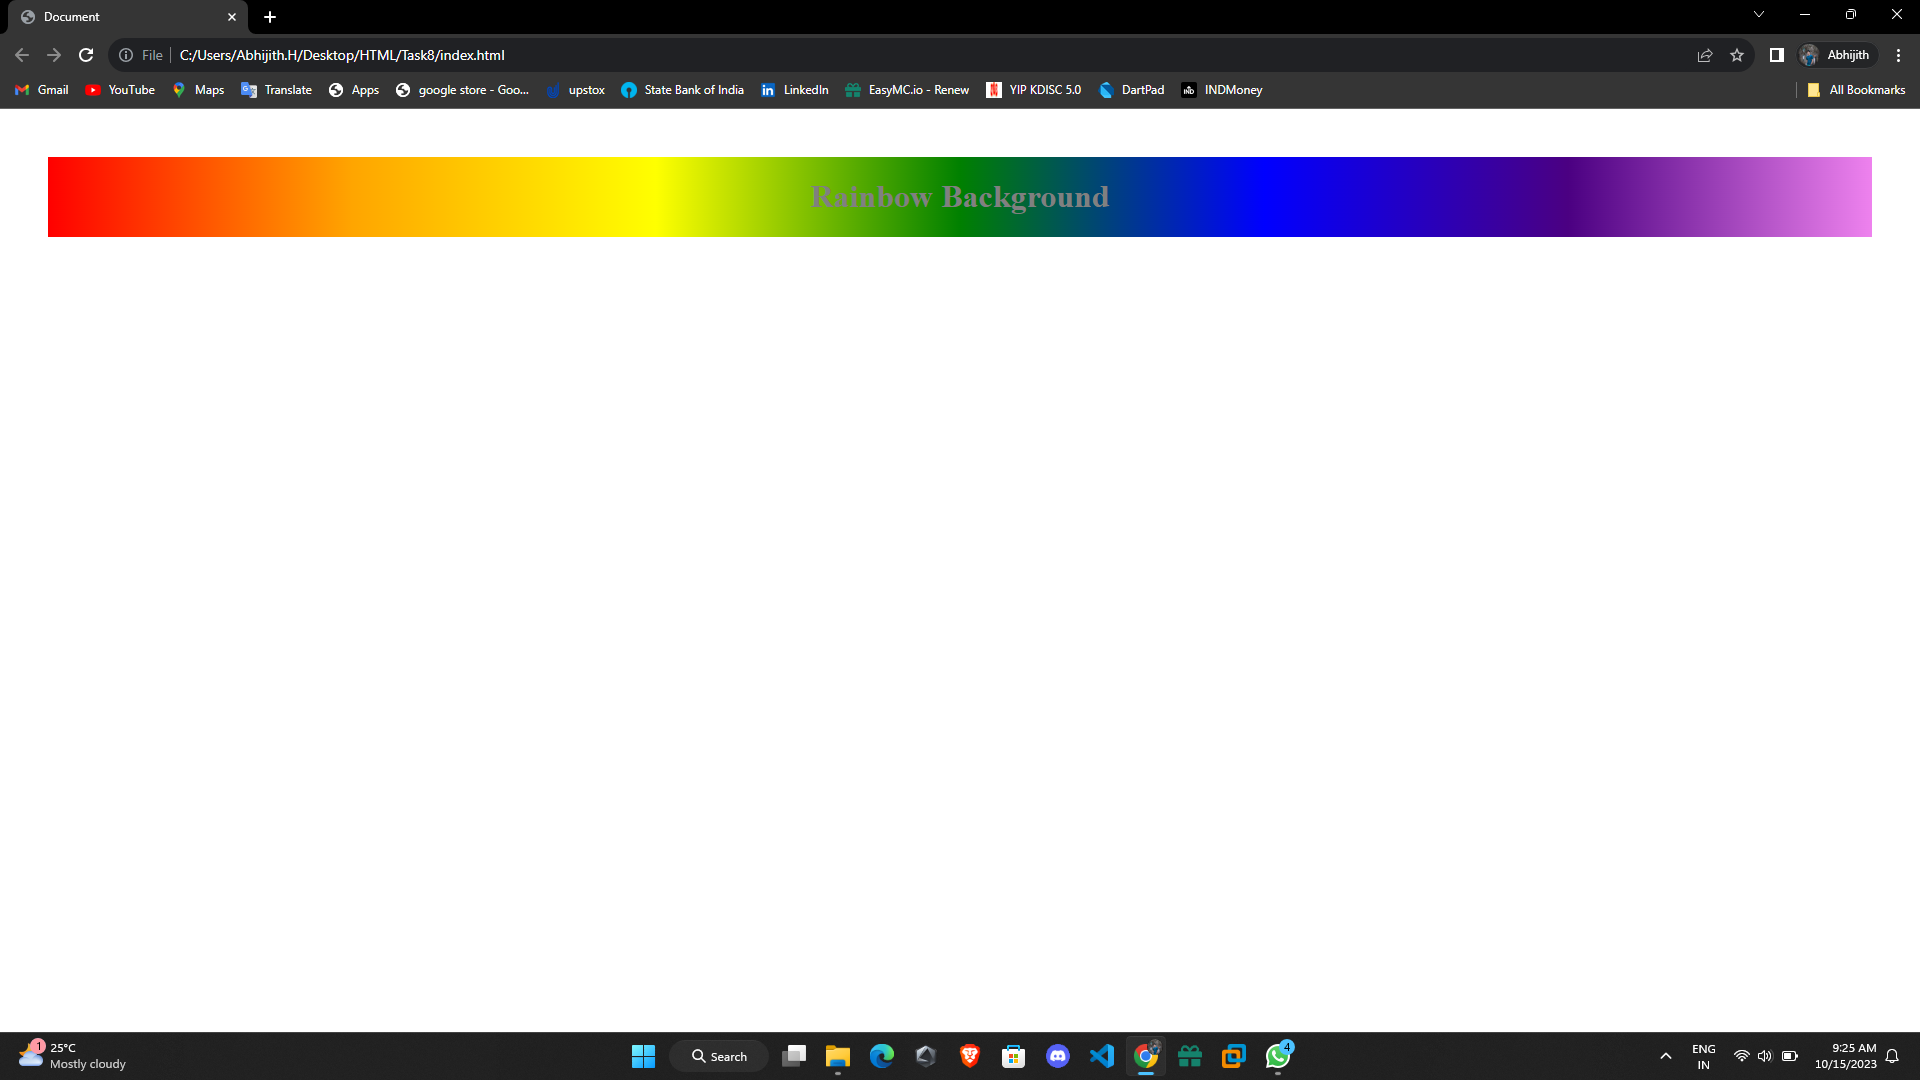 Document
File
C:/Users/Abhijith.H/Desktop/HTML/Task8/index.html
Abhijith
Gmail
YouTube
Maps
Translate
Apps
google store - Goo...
upstox
State Bank of India
LinkedIn
EasyMC.io - Renew
YIP KDISC 5.0
DartPad
INDMoney
All Bookmarks
Rainbow Background
1
25°C
Mostly cloudy
Search
4
ENG
IN
9:25 AM
10/15/2023